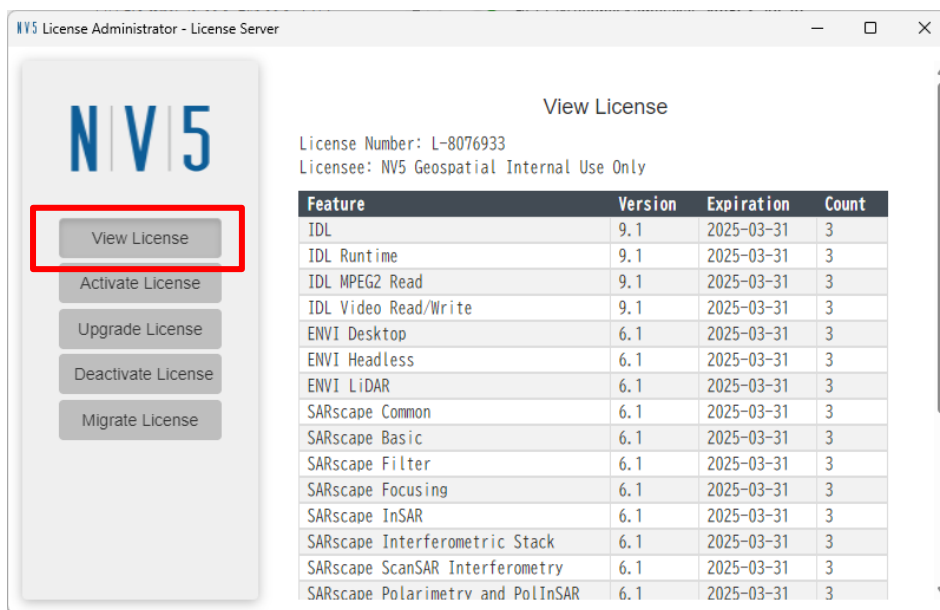 NV5 License Administrator - License Server
N|V|5
View License
Activate License
Upgrade License
Deactivate License
Migrate License
View License
License Number: L-8076933
Licensee: NV5 Geospatial Internal Use Only
Feature Version Expiration Count
IDL 9.1 2025-03-31 3
IDL Runtime 9.1 2025-03-31 3
IDL MPEG2 Read 9.1 2025-03-31 3
IDL Video Read/Write 9.1 2025-03-31 3
ENVI Desktop 6.1 2025-03-31 3
ENVI Headless 6.1 2025-03-31 3
ENVI LiDAR 6.1 2025-03-31 3
SARscape Common 6.1 2025-03-31 3
SARscape Basic 6.1 2025-03-31 3
SARscape Filter 6.1 2025-03-31 3
SARscape Focusing 6.1 2025-03-31 3
SARscape InSAR 6.1 2025-03-31 3
SARscape Interferometric Stack 6.1 2025-03-31 3
SARscape ScanSAR Interferometry 6.1 2025-03-31 3
SARscape Polarimetry and PolInSAR 6.1 2025-03-31 3